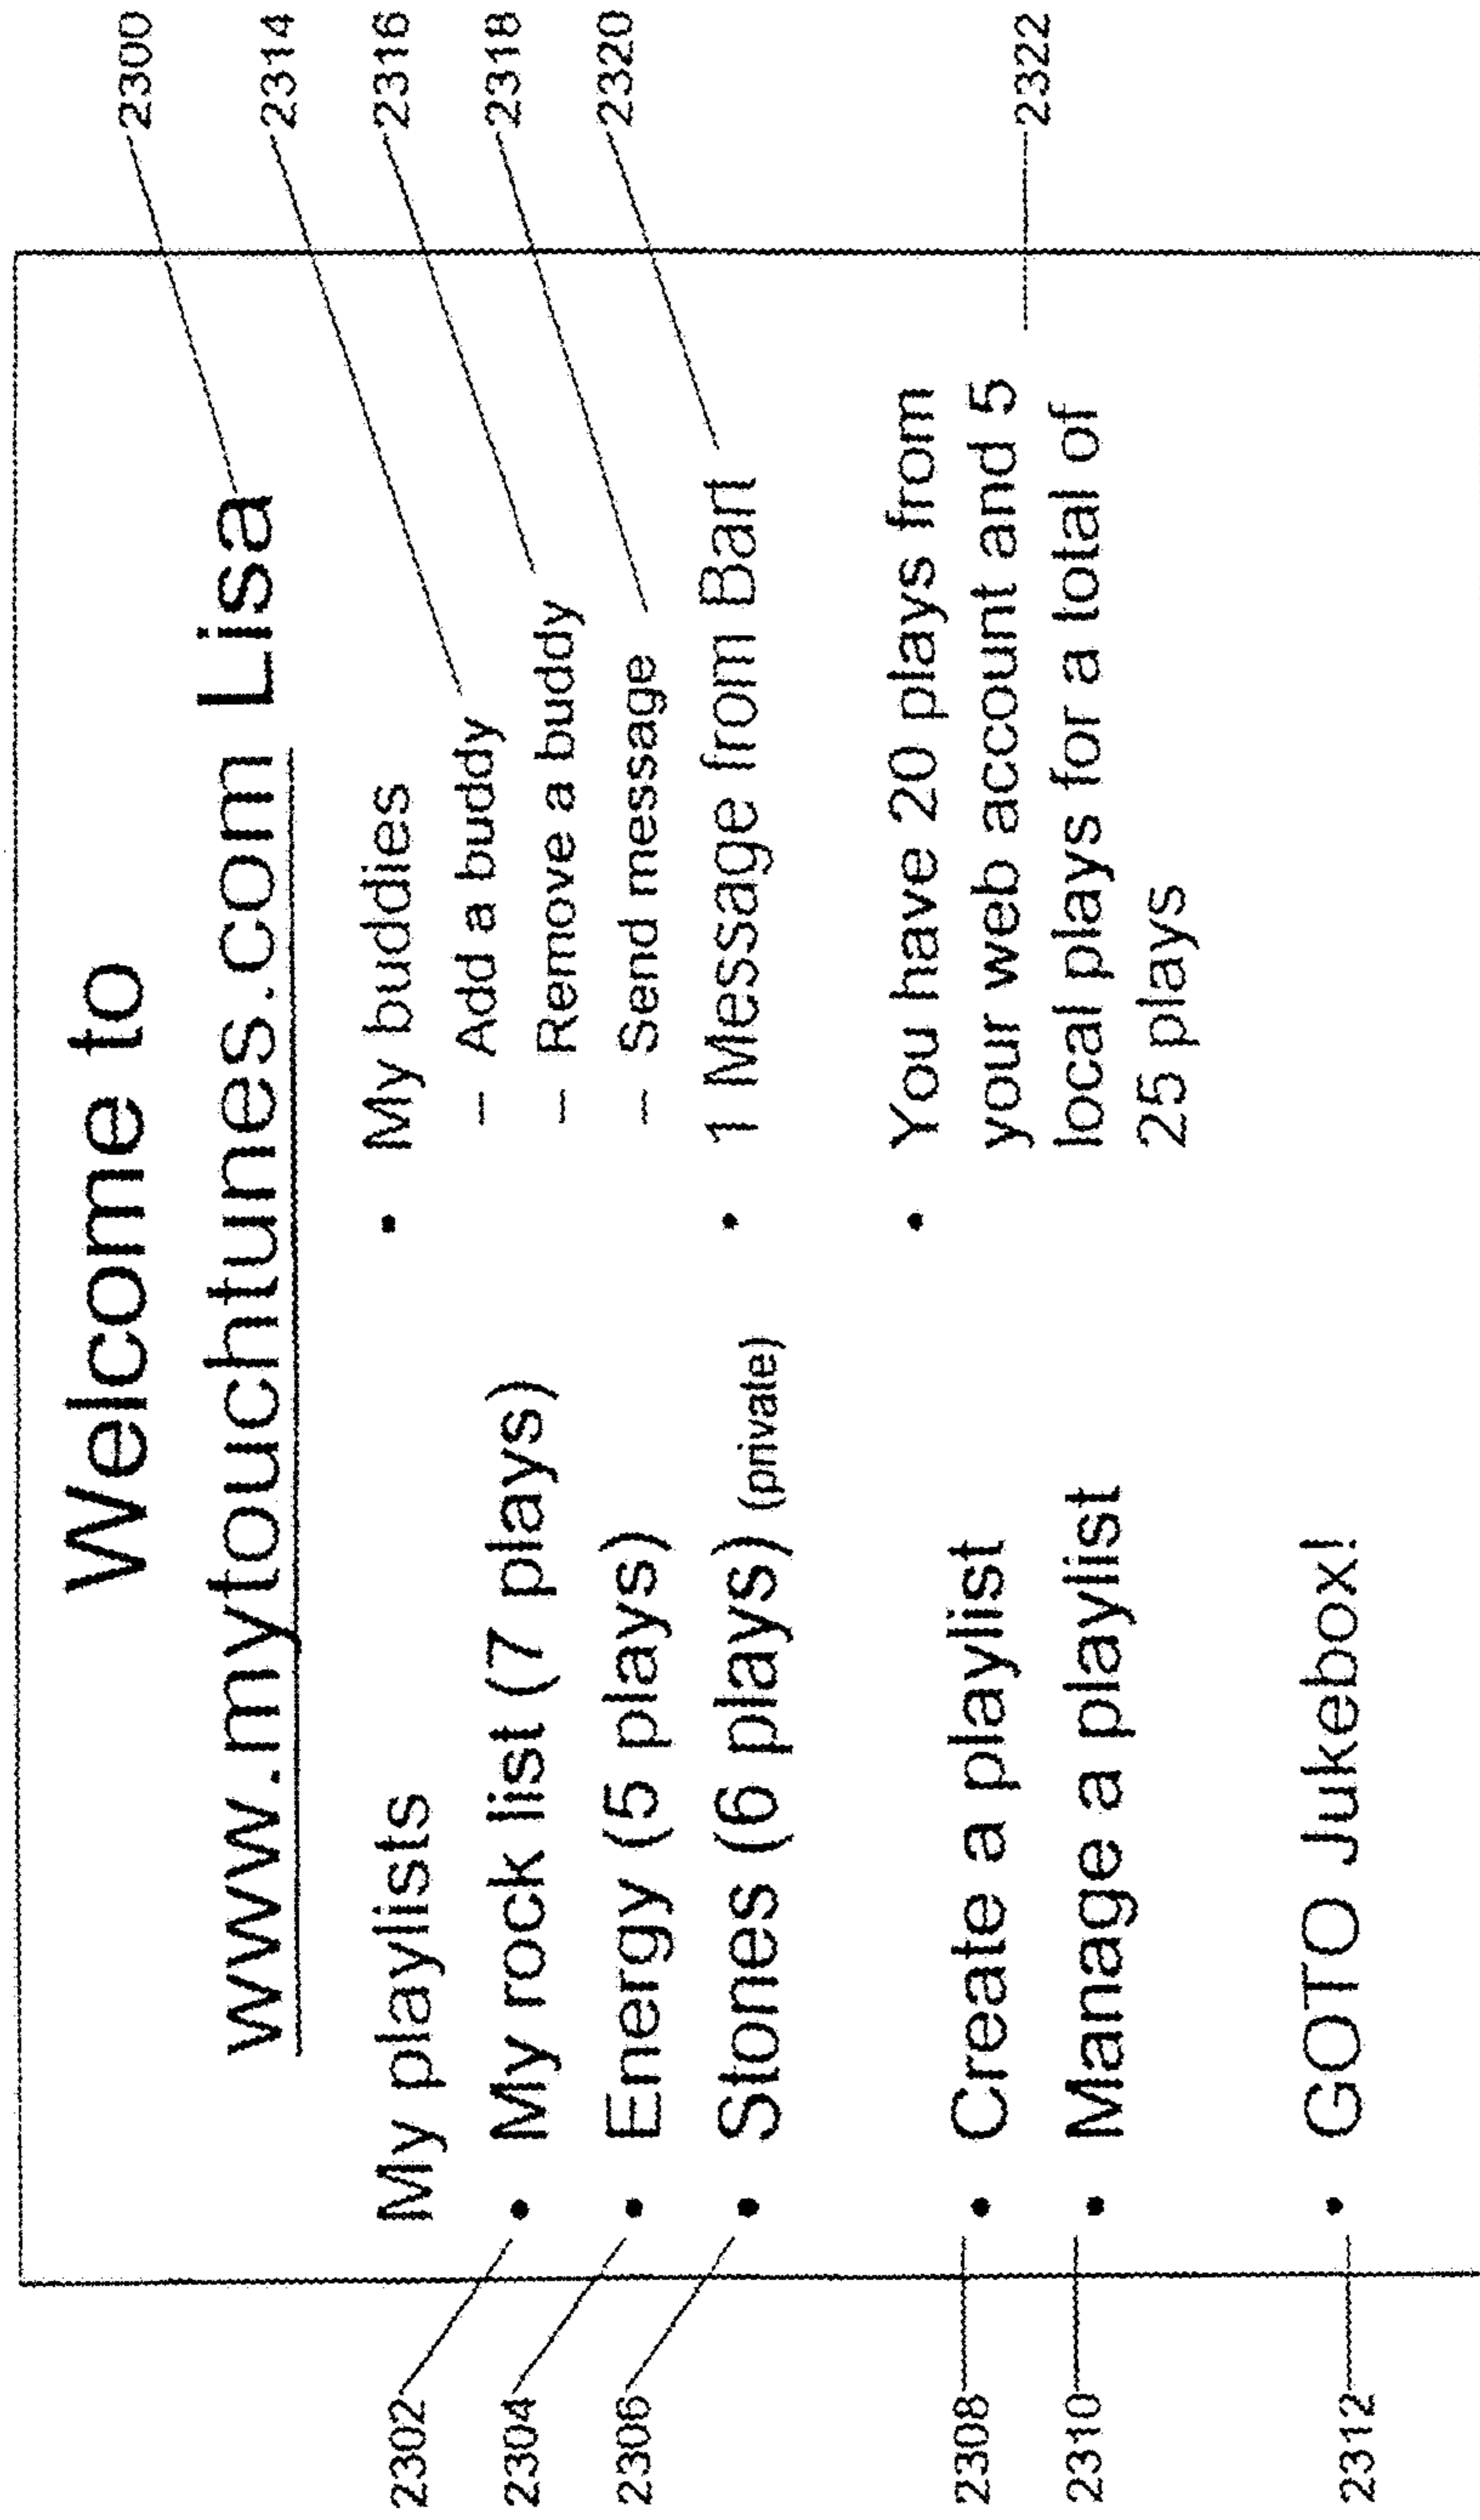 Welcome to
www.mytouchtunes.com Lisa
My playlists
• My rock list (7 plays)
• Energy (5 plays)
• Stones (6 plays) (private)
• Create a playlist
• Manage a playlist
• GOTO Jukebox!
• My buddies
– Add a buddy
– Remove a buddy
– Send message
• 1 Message from Bart
• You have 20 plays from
your web account and 5
local plays for a total of
25 plays
2302
2304
2306
2308
2310
2312
2300
2314
2316
2318
2320
2322